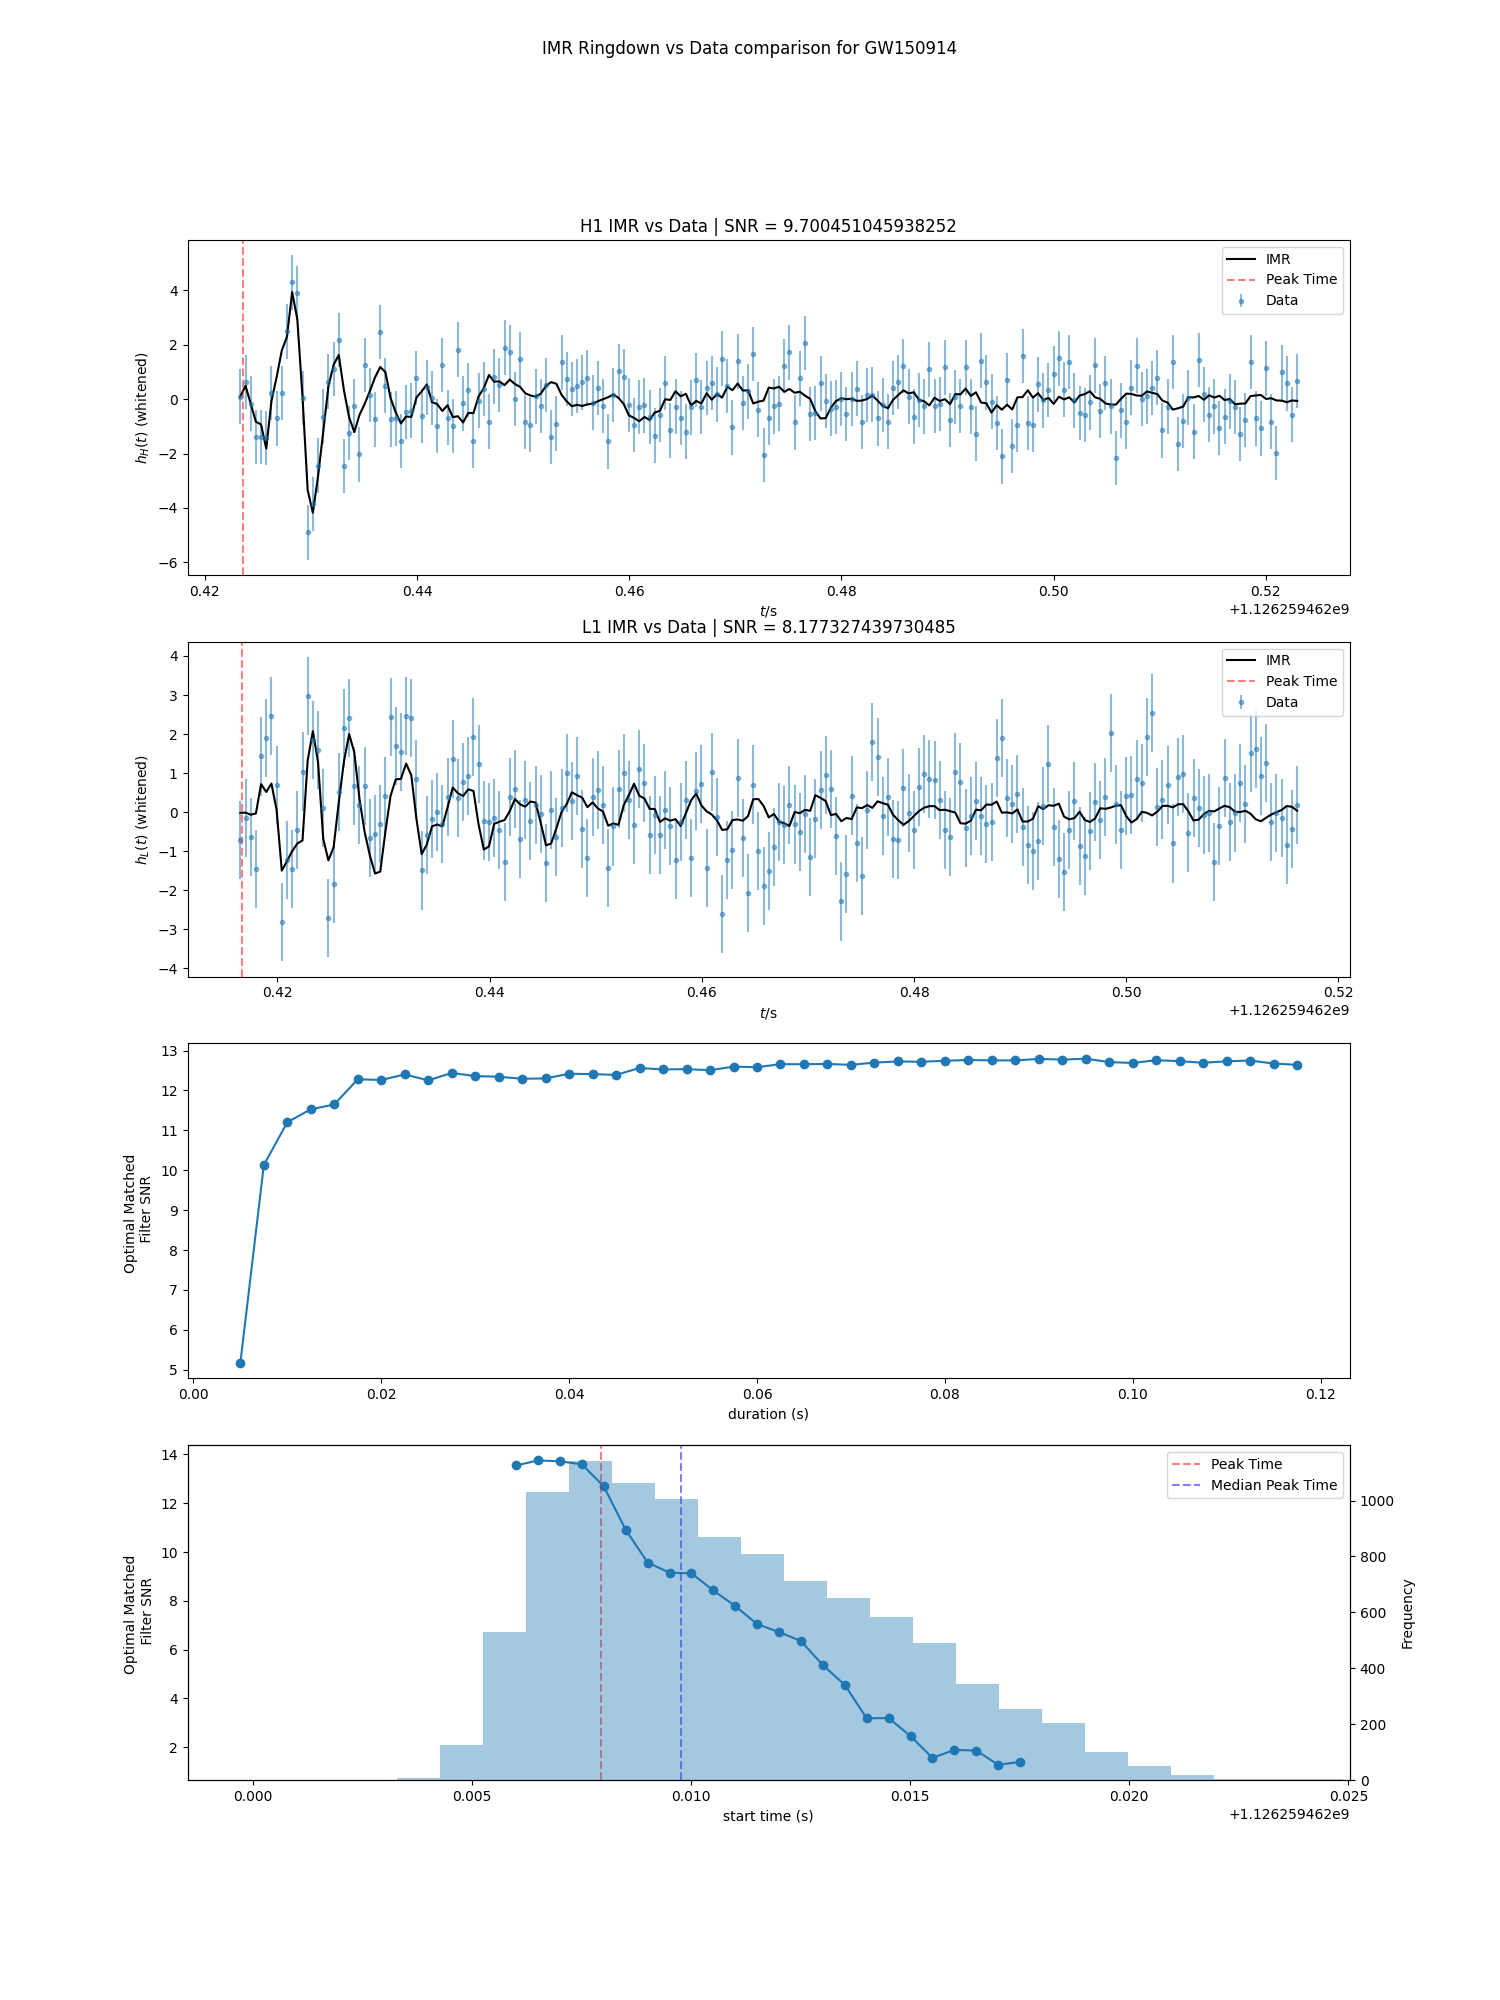 IMR Ringdown vs Data comparison for GW150914
H1 IMR vs Data | SNR = 9.700451045938252
IMR
Peak Time
Data
h_H(t) (whitened)
4
2
0
−2
−4
−6
0.42 0.44 0.46 0.48 0.50 0.52
+1.126259462e9
t/s
L1 IMR vs Data | SNR = 8.177327439730485
IMR
Peak Time
Data
h_L(t) (whitened)
4
3
2
1
0
−1
−2
−3
−4
0.42 0.44 0.46 0.48 0.50 0.52
+1.126259462e9
t/s
Optimal Matched
Filter SNR
13
12
11
10
9
8
7
6
5
0.00 0.02 0.04 0.06 0.08 0.10 0.12
duration (s)
Peak Time
Median Peak Time
Optimal Matched
Filter SNR
14
12
10
8
6
4
2
1000
800
600
400
200
0
Frequency
0.000 0.005 0.010 0.015 0.020 0.025
+1.126259462e9
start time (s)